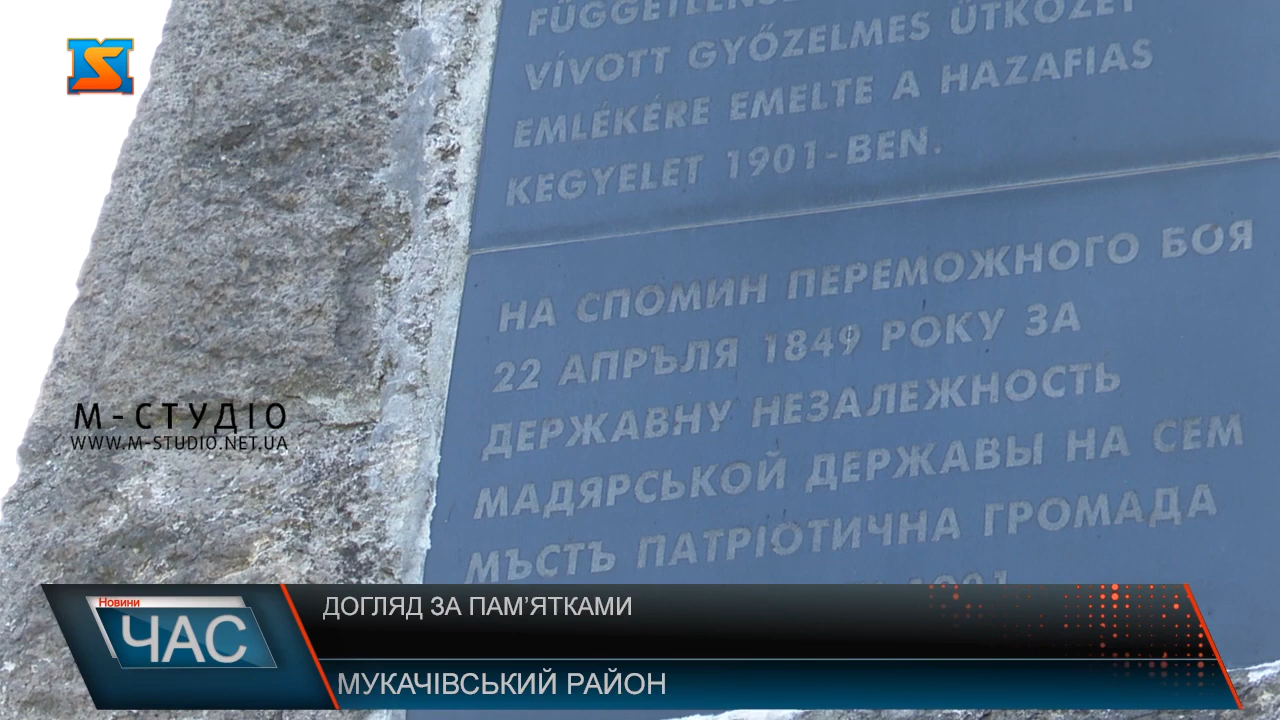 VÍVOTT GYŐZELMES ÜTKÖZET
EMLÉKÉRE EMELTE A HAZAFIAS
KEGYELET 1901-BEN.
НА СПОМИН ПЕРЕМОЖНОГО БОЯ
22 АПРЪЛЯ 1849 РОКУ ЗА
ДЕРЖАВНУ НЕЗАЛЕЖНОСТЬ
МАДЯРСЬКОЙ ДЕРЖАВЫ НА СЕМ
МЪСТЪ ПАТРІОТИЧНА ГРОМАДА
1901
М-СТУДІО
WWW.M-STUDIO.NET.UA
Новини
ЧАС
ДОГЛЯД ЗА ПАМ’ЯТКАМИ
МУКАЧІВСЬКИЙ РАЙОН